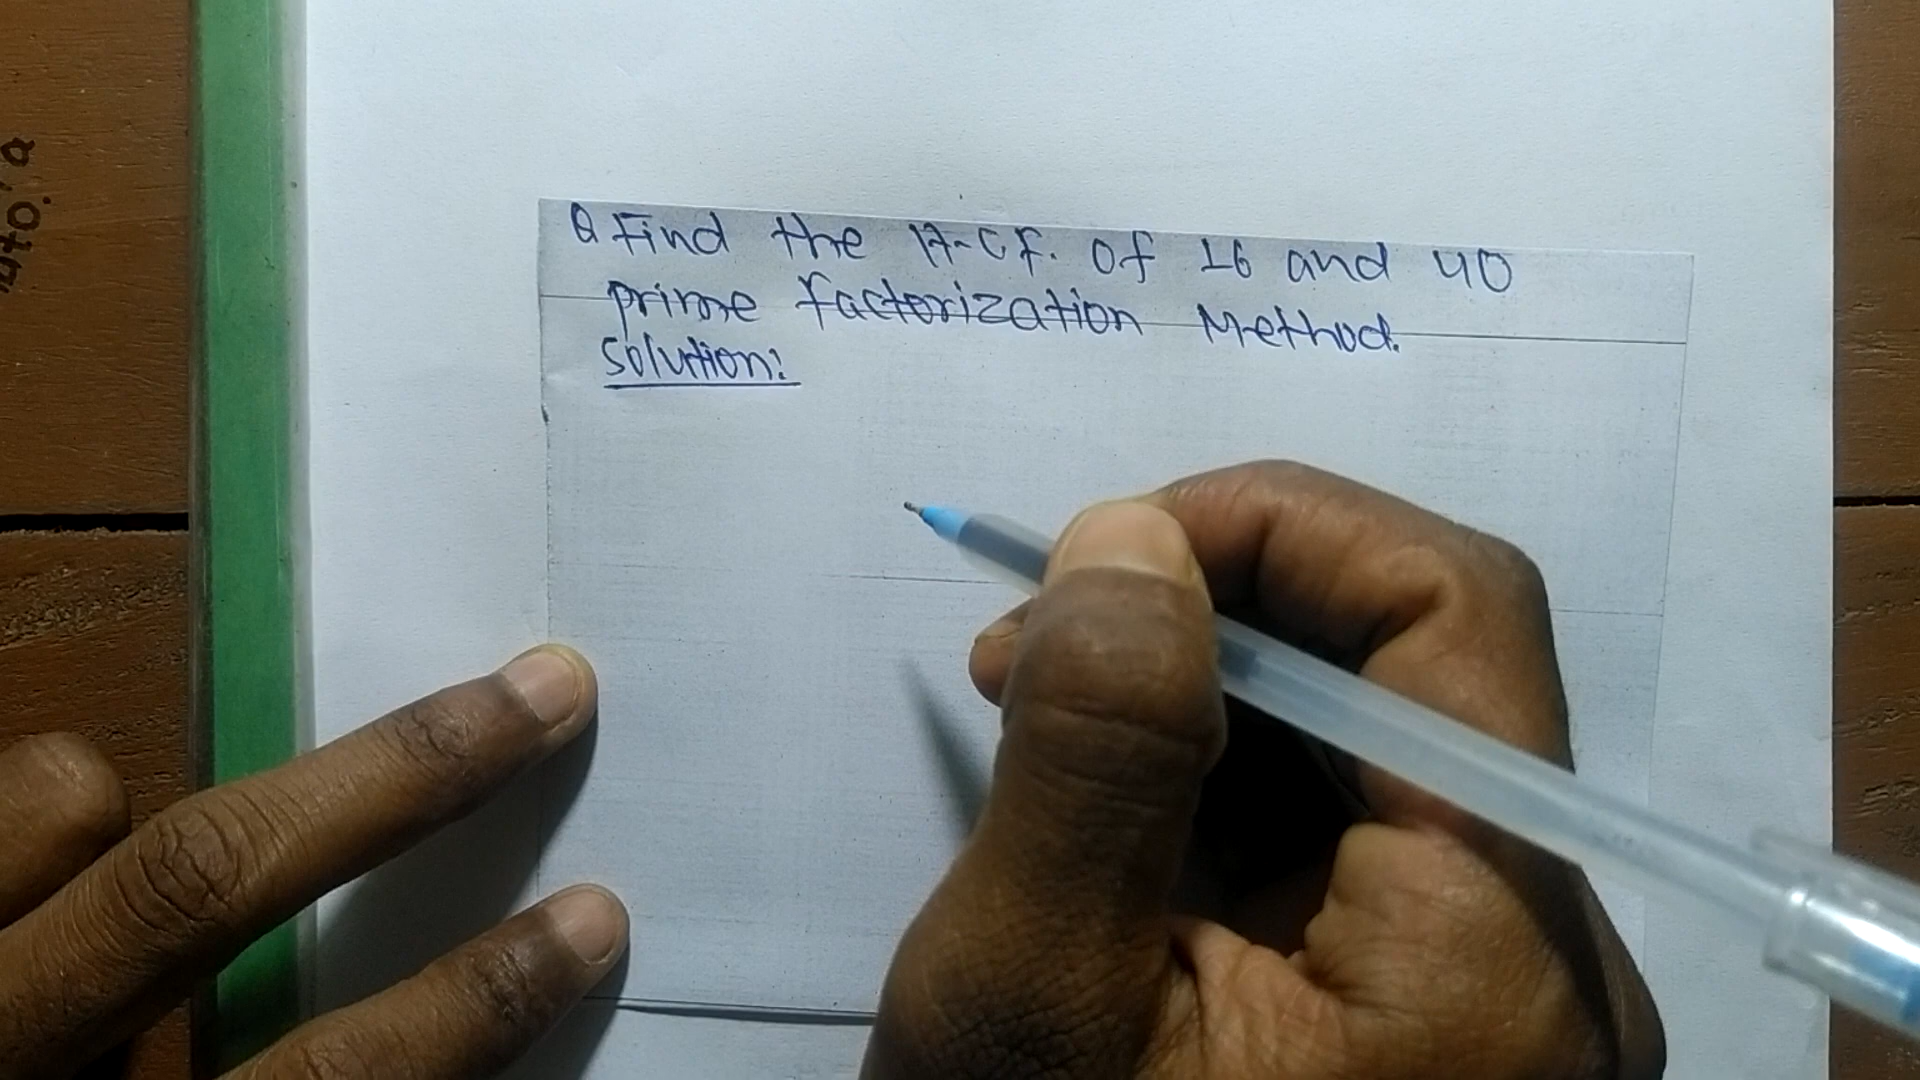 Q Find the H.C.F. of 16 and 40
prime factorization Method.
Solution: